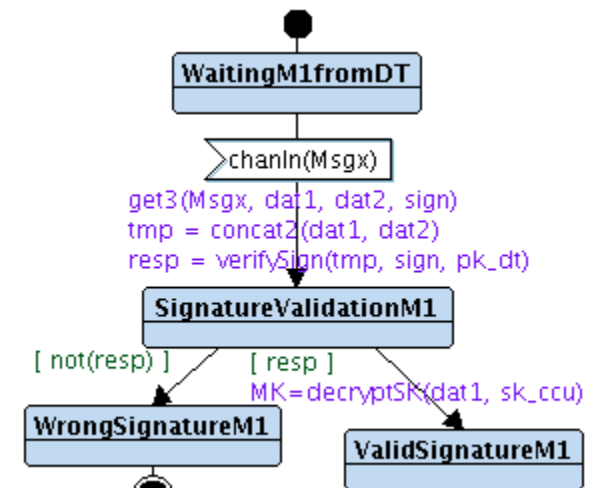 WaitingM1fromDT
chanIn(Msgx)
get3(Msgx, dat1, dat2, sign)
tmp = concat2(dat1, dat2)
resp = verifySign(tmp, sign, pk_dt)
SignatureValidationM1
[ not(resp) ]
[ resp ]
MK=decryptSK(dat1, sk_ccu)
WrongSignatureM1
ValidSignatureM1